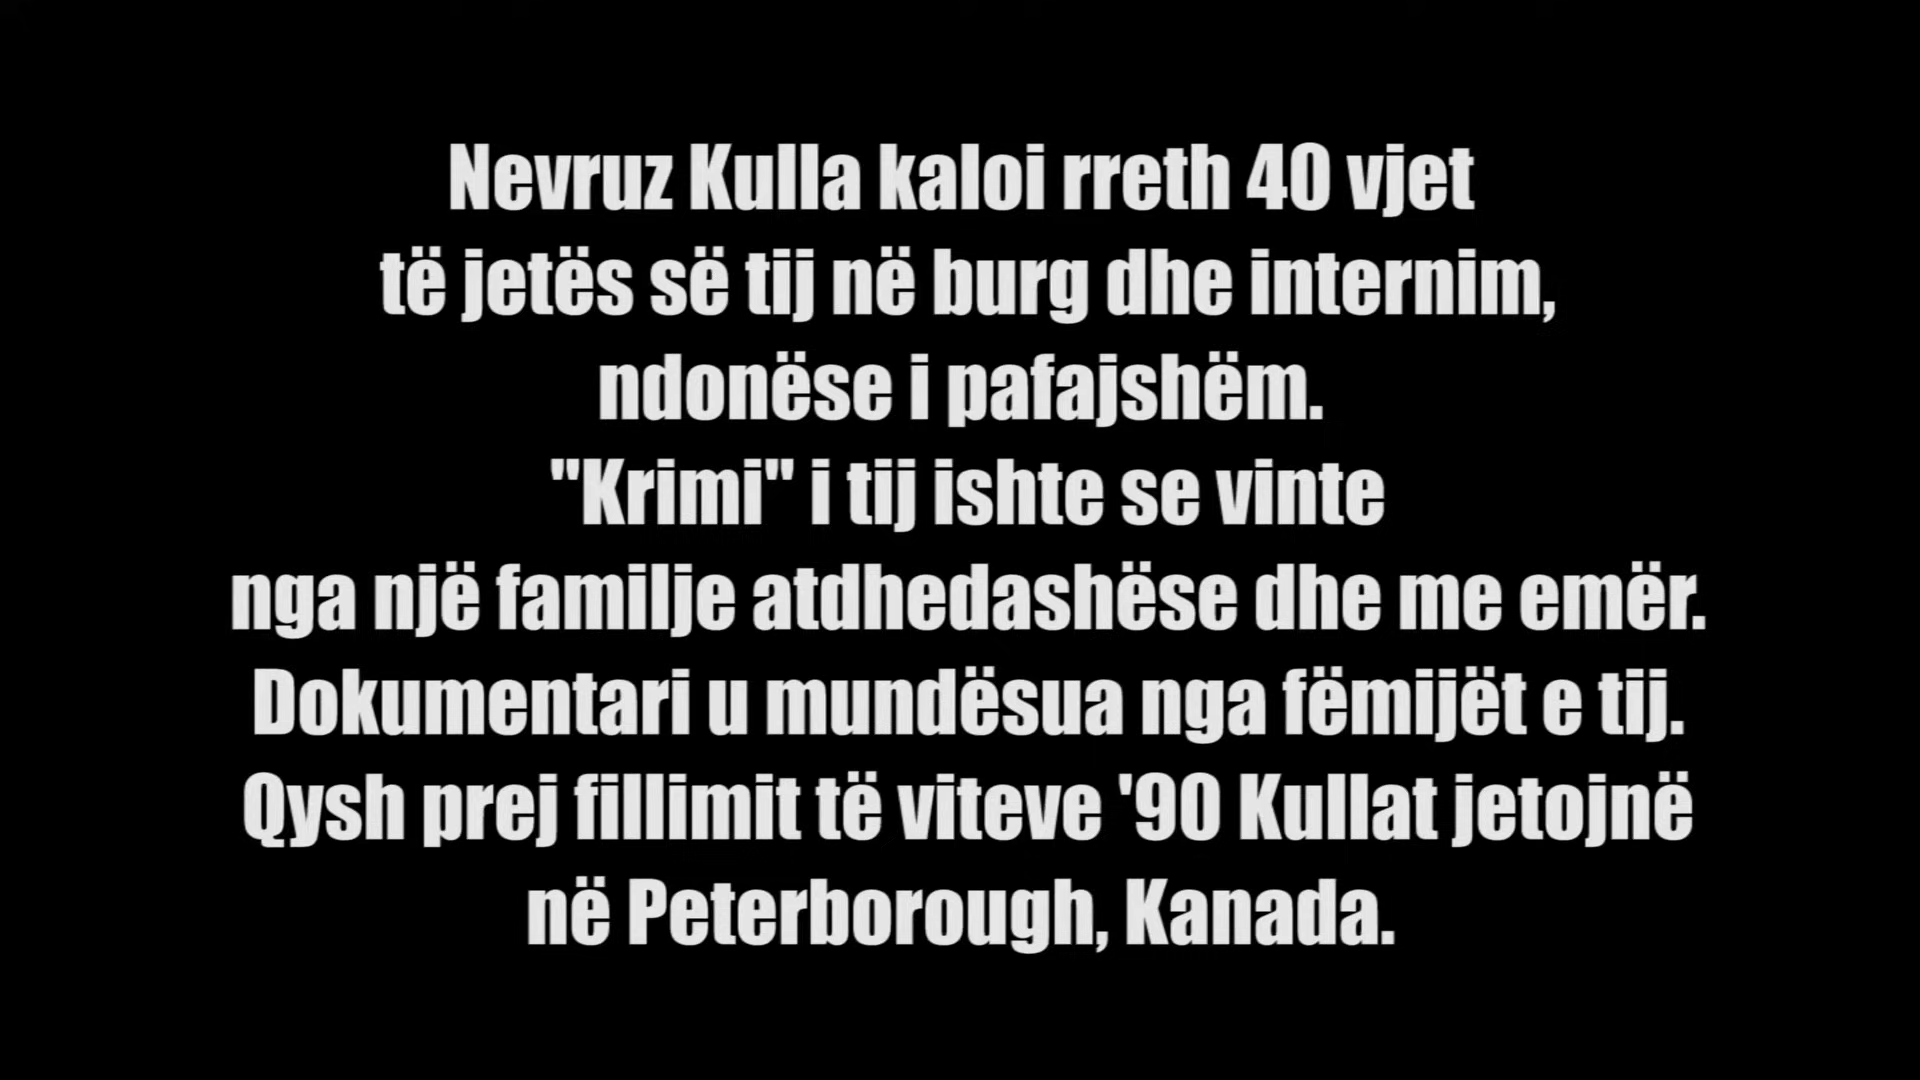 Nevruz Kulla kaloi rreth 40 vjet
të jetës së tij në burg dhe internim,
ndonëse i pafajshëm.
"Krimi" i tij ishte se vinte
nga një familje atdhedashëse dhe me emër.
Dokumentari u mundësua nga fëmijët e tij.
Qysh prej fillimit të viteve '90 Kullat jetojnë
në Peterborough, Kanada.